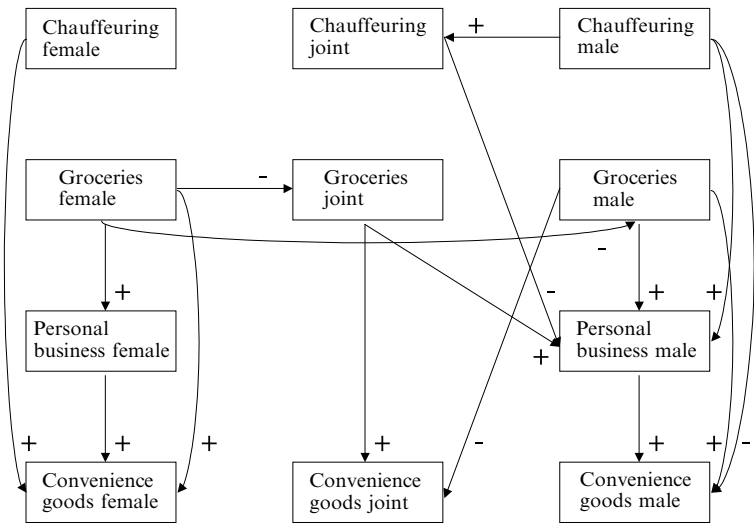 Chauffeuring
female
Chauffeuring
joint
+
Chauffeuring
male
Groceries
female
-
Groceries
joint
Groceries
male
-
+
-
+
+
Personal
business female
Personal
business male
+
+
+
+
+
-
+
+
-
Convenience
goods female
Convenience
goods joint
Convenience
goods male